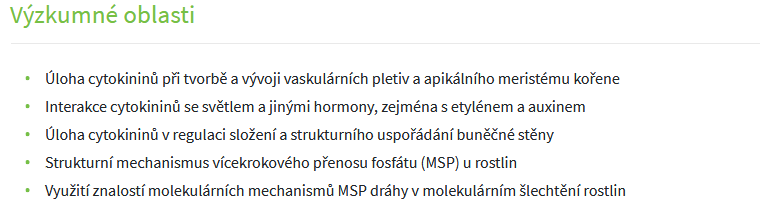 Výzkumné oblasti
Úloha cytokininů při tvorbě a vývoji vaskulárních pletiv a apikálního meristému kořene
Interakce cytokininů se světlem a jinými hormony, zejména s etylénem a auxinem
Úloha cytokininů v regulaci složení a strukturního uspořádání buněčné stěny
Strukturní mechanismus vícekrokového přenosu fosfátu (MSP) u rostlin
Využití znalostí molekulárních mechanismů MSP dráhy v molekulárním šlechtění rostlin